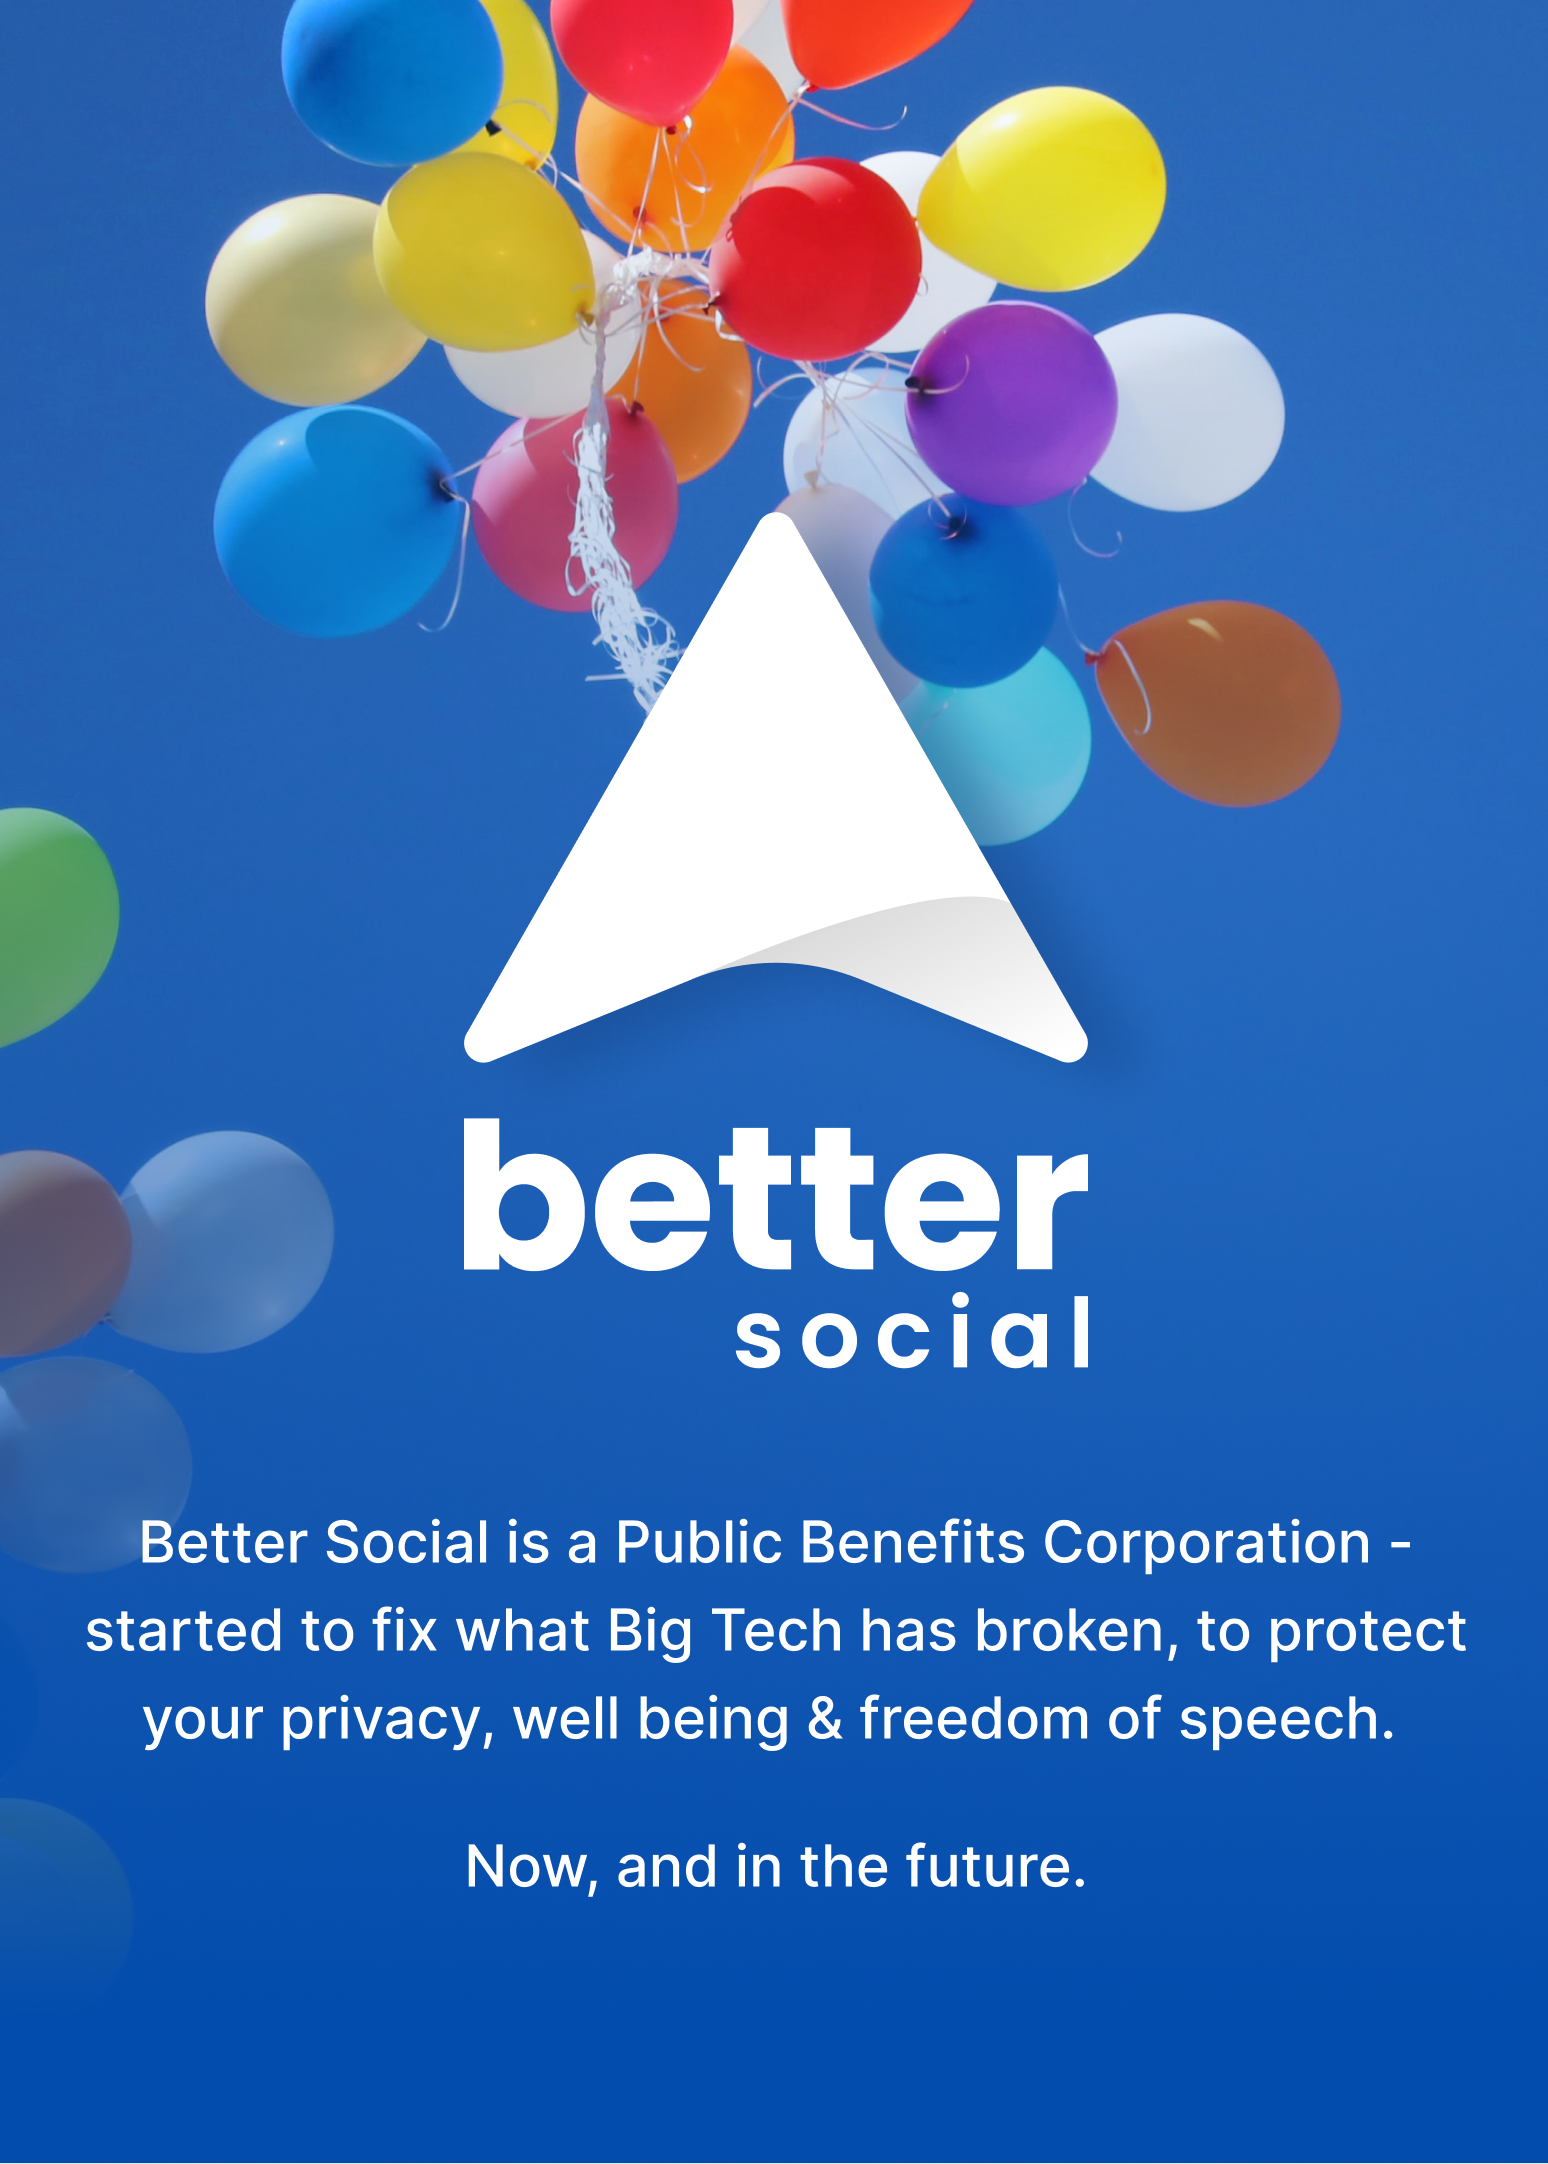 better
social
Better Social is a Public Benefits Corporation -
started to fix what Big Tech has broken, to protect
your privacy, well being & freedom of speech.
Now, and in the future.